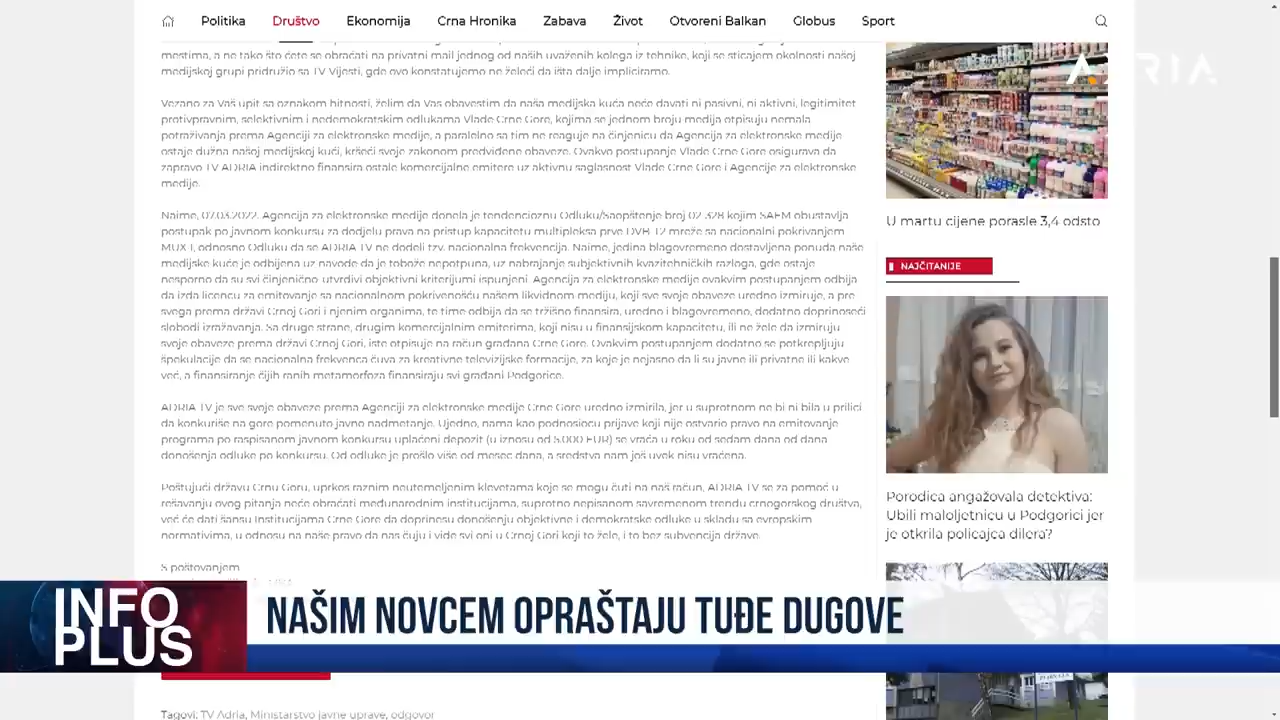 Politika Društvo Ekonomija Crna Hronika Zabava Život Otvoreni Balkan Globus Sport
mestima, a ne tako što ćete se obraćati na privatni mail jednog od naših uvaženih kolega iz tehnike, koji se sticajem okolnosti našoj
medijskoj grupi pridružio sa TV Vijesti, gde ovo konstatujemo ne želeći da išta dalje impliciramo.
ADRIA
Vezano za Vaš upit sa oznakom hitnosti, želim da Vas obavestim da naša medijska kuća neće davati ni pasivni, ni aktivni, legitimitet
protivpravnim, selektivnim i nedemokratskim odlukama Vlade Crne Gore, kojima se jednom broju medija otpisuju nemala
potraživanja prema Agenciji za elektronske medije, a paralelno sa tim ne reaguje na činjenicu da Agencija za elektronske medije
ostaje dužna našoj medijskoj kući, kršeći svoje zakonom predviđene obaveze. Ovakvo postupanje Vlade Crne Gore osigurava da
zapravo TV ADRIA indirektno finansira ostale komercijalne emitere uz aktivnu saglasnost Vlade Crne Gore i Agencije za elektronske
medije.
Naime, 07.03.2022. Agencija za elektronske medije donela je tendencioznu Odluku/Saopštenje broj 02-328 kojim SAEM obustavlja
postupak po javnom konkursu za dodjelu prava na pristup kapacitetu multipleksa prve DVB-T2 mreže sa nacionalnim pokrivanjem
MUX 1, odnosno Odluku da se ADRIA TV ne dodeli tzv. nacionalna frekvencija. Naime, jedina blagovremeno dostavljena ponuda naše
medijske kuće je odbijena uz navode da je tobože nepotpuna, uz nabrajanje subjektivnih kvazitehničkih razloga, gde ostaje
nesporno da su svi činjenično-utvrdivi objektivni kriterijumi ispunjeni. Agencija za elektronske medije ovakvim postupanjem odbija
da izda licencu za emitovanje sa nacionalnom pokrivenošću našem likvidnom mediju, koji sve svoje obaveze uredno izmiruje, a pre
svega prema državi Crnoj Gori i njenim organima, te time odbija da se tržišno finansira, uredno i blagovremeno, dodatno doprinoseći
slobodi izražavanja. Sa druge strane, drugim komercijalnim emiterima, koji nisu u finansijskom kapacitetu, ili ne žele da izmiruju
svoje obaveze prema državi Crnoj Gori, iste otpisuje na račun građana Crne Gore. Ovakvim postupanjem dodatno se potkrepljuju
špekulacije da se nacionalna frekvenca čuva za kreativne televizijske formacije, za koje je nejasno da li su javne ili privatne ili kakve
već, a finansiranje čijih ranih metamorfoza finansiraju svi građani Podgorice.
ADRIA TV je sve svoje obaveze prema Agenciji za elektronske medije Crne Gore uredno izmirila, jer u suprotnom ne bi ni bila u prilici
da konkuriše na gore pomenuto javno nadmetanje. Ujedno, nama kao podnosiocu prijave koji nije ostvario pravo na emitovanje
programa po raspisanom javnom konkursu uplaćeni depozit (u iznosu od 5.000 EUR) se vraća u roku od sedam dana od dana
donošenja odluke po konkursu. Od odluke je prošlo više od mesec dana, a sredstva nam još uvek nisu vraćena.
Poštujući državu Crnu Goru, uprkos raznim neutemeljenim klevetama koje se mogu čuti na naš račun, ADRIA TV se za pomoć u
rešavanju ovog pitanja neće obraćati međunarodnim institucijama, suprotno nepisanom savremenom trendu crnogorskog društva,
već će dati šansu Institucijama Crne Gore da doprinesu donošenju objektivne i demokratske odluke u skladu sa evropskim
normativima, u odnosu na naše pravo da nas čuju i vide svi oni u Crnoj Gori koji to žele, i to bez subvencija države.
S poštovanjem
U martu cijene porasle 3,4 odsto
NAJČITANIJE
Porodica angažovala detektiva:
Ubili maloljetnicu u Podgorici jer
je otkrila policajca dilera?
INFO
PLUS
NAŠIM NOVCEM OPRAŠTAJU TUĐE DUGOVE
Tagovi: TV Adria, Ministarstvo javne uprave, odgovor